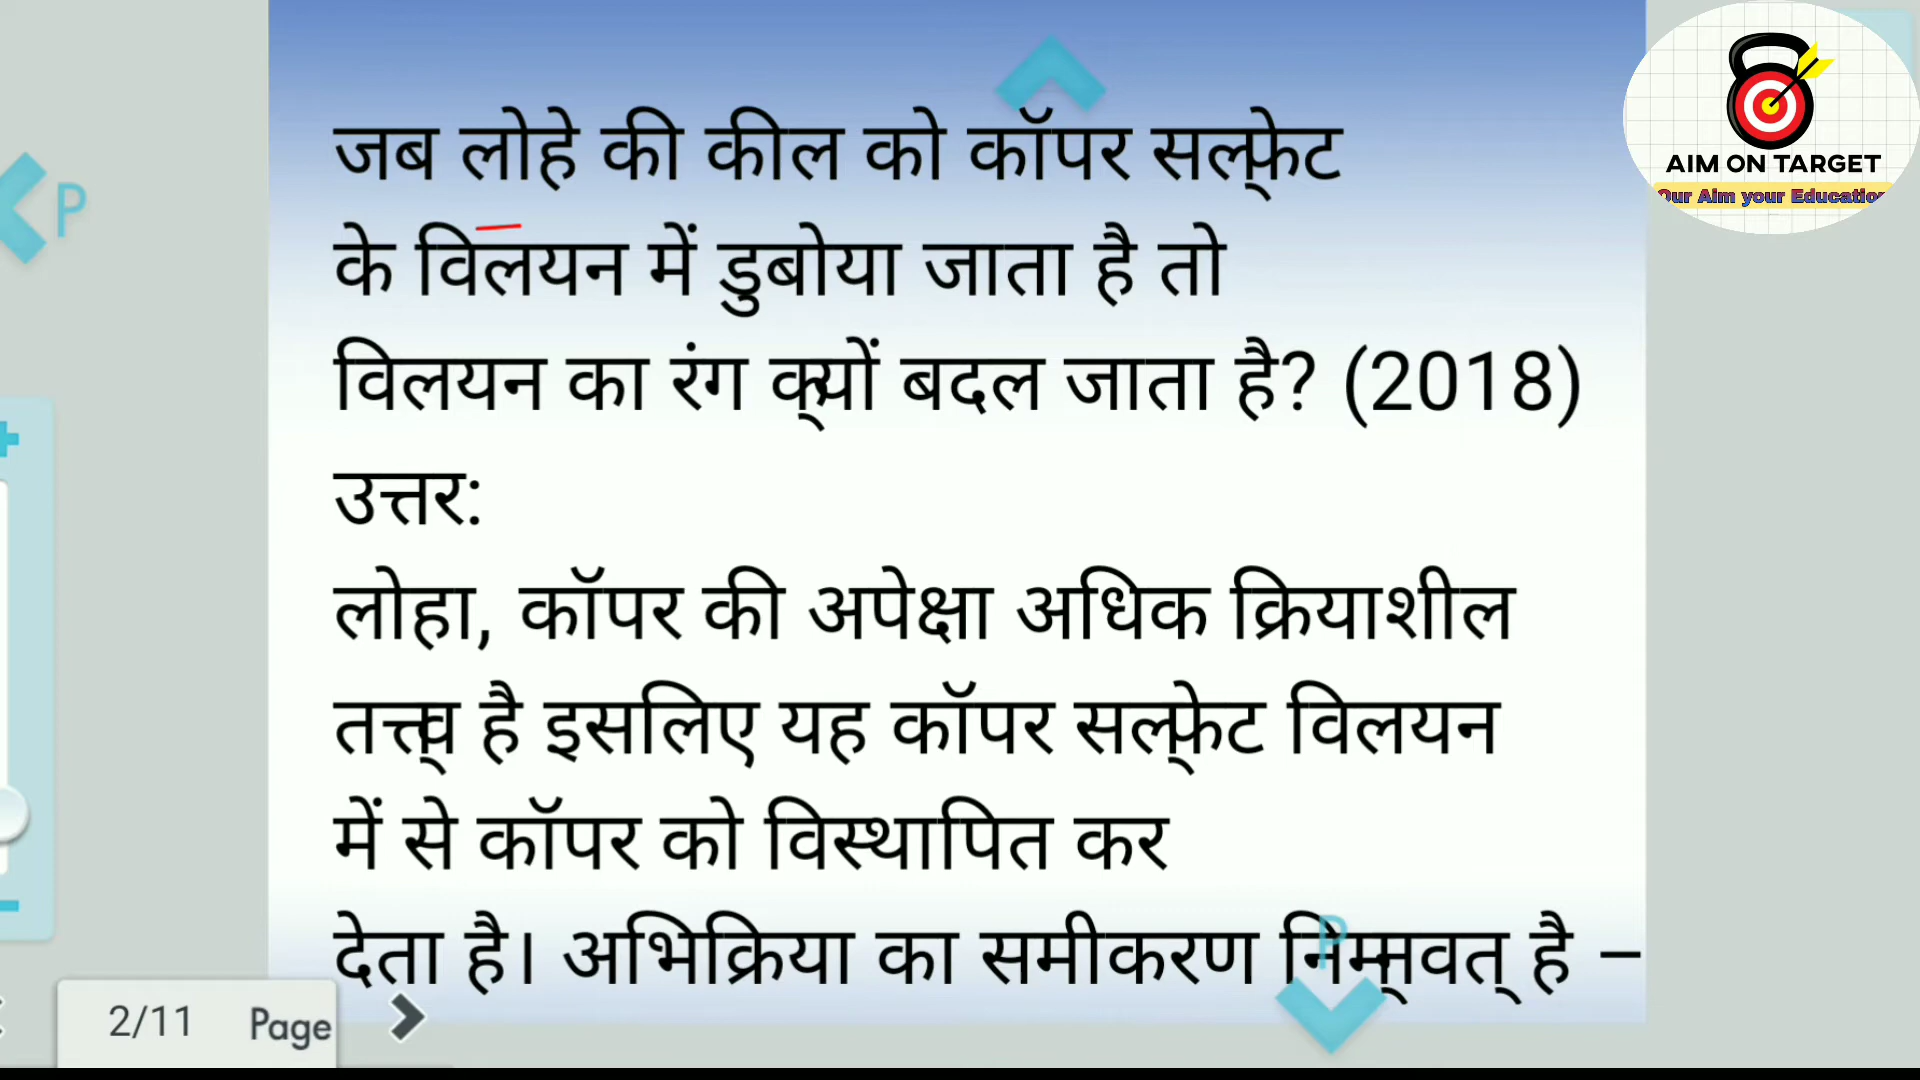 जब लोहे की कील को कॉपर सल्फेट
के विलयन में डुबोया जाता है तो
विलयन का रंग क्यों बदल जाता है? (2018)
उत्तर:
लोहा, कॉपर की अपेक्षा अधिक क्रियाशील
तत्त्व है इसलिए यह कॉपर सल्फेट विलयन
में से कॉपर को विस्थापित कर
देता है। अभिक्रिया का समीकरण निम्नवत् है –
AIM ON TARGET
Our Aim your Education
P
P
2/11 Page